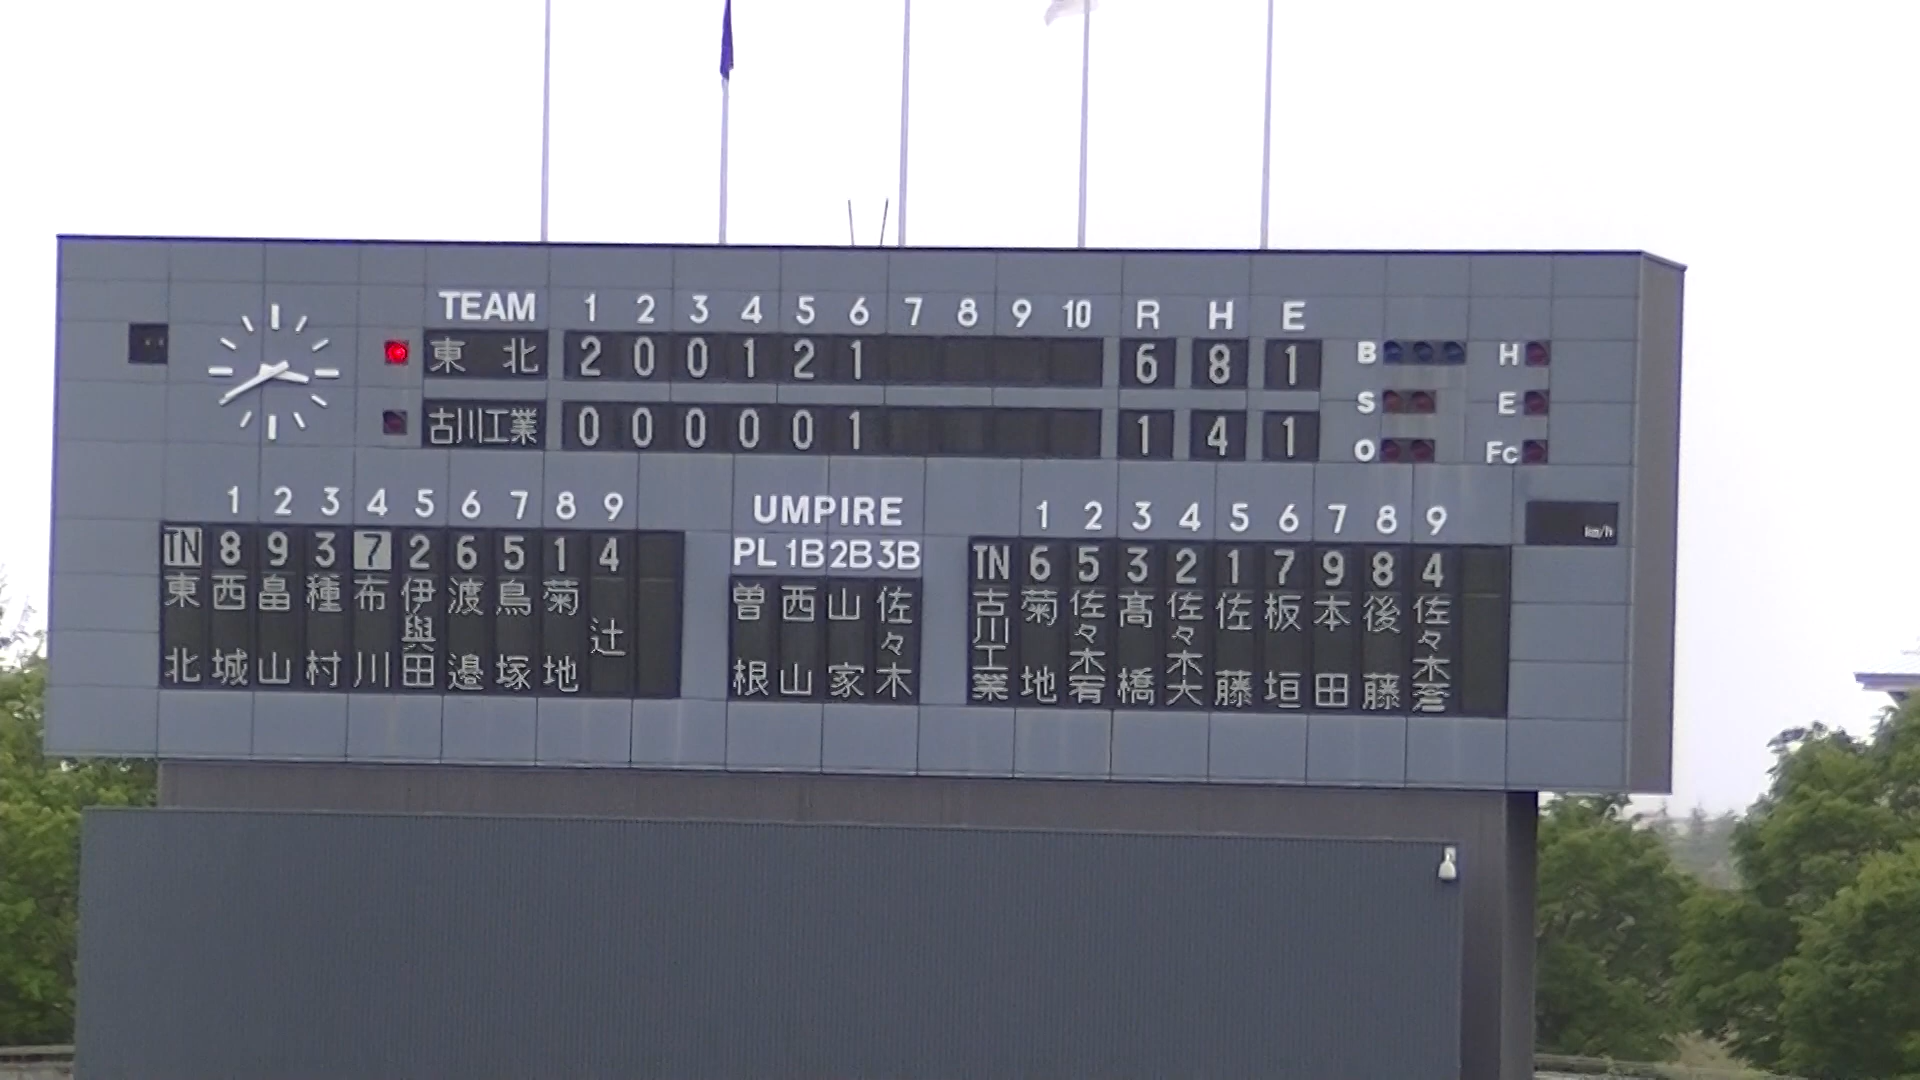 TEAM 1 2 3 4 5 6 7 8 9 10 R H E
東北 2 0 0 1 2 1 6 8 1
古川工業 0 0 0 0 0 1 1 4 1
B H
S E
O Fc
1 2 3 4 5 6 7 8 9
TN 8 9 3 7 2 6 5 1 4
東北 西城 畠山 種村 布川 伊與田 渡邉 鳥塚 菊地 辻
UMPIRE
PL 1B 2B 3B
曽根 西山 山家 佐々木
1 2 3 4 5 6 7 8 9
TN 6 5 3 2 1 7 9 8 4
古川工業 菊地 佐々木宥 髙橋 佐々木大 佐藤 板垣 本田 後藤 佐々木彦
km/h